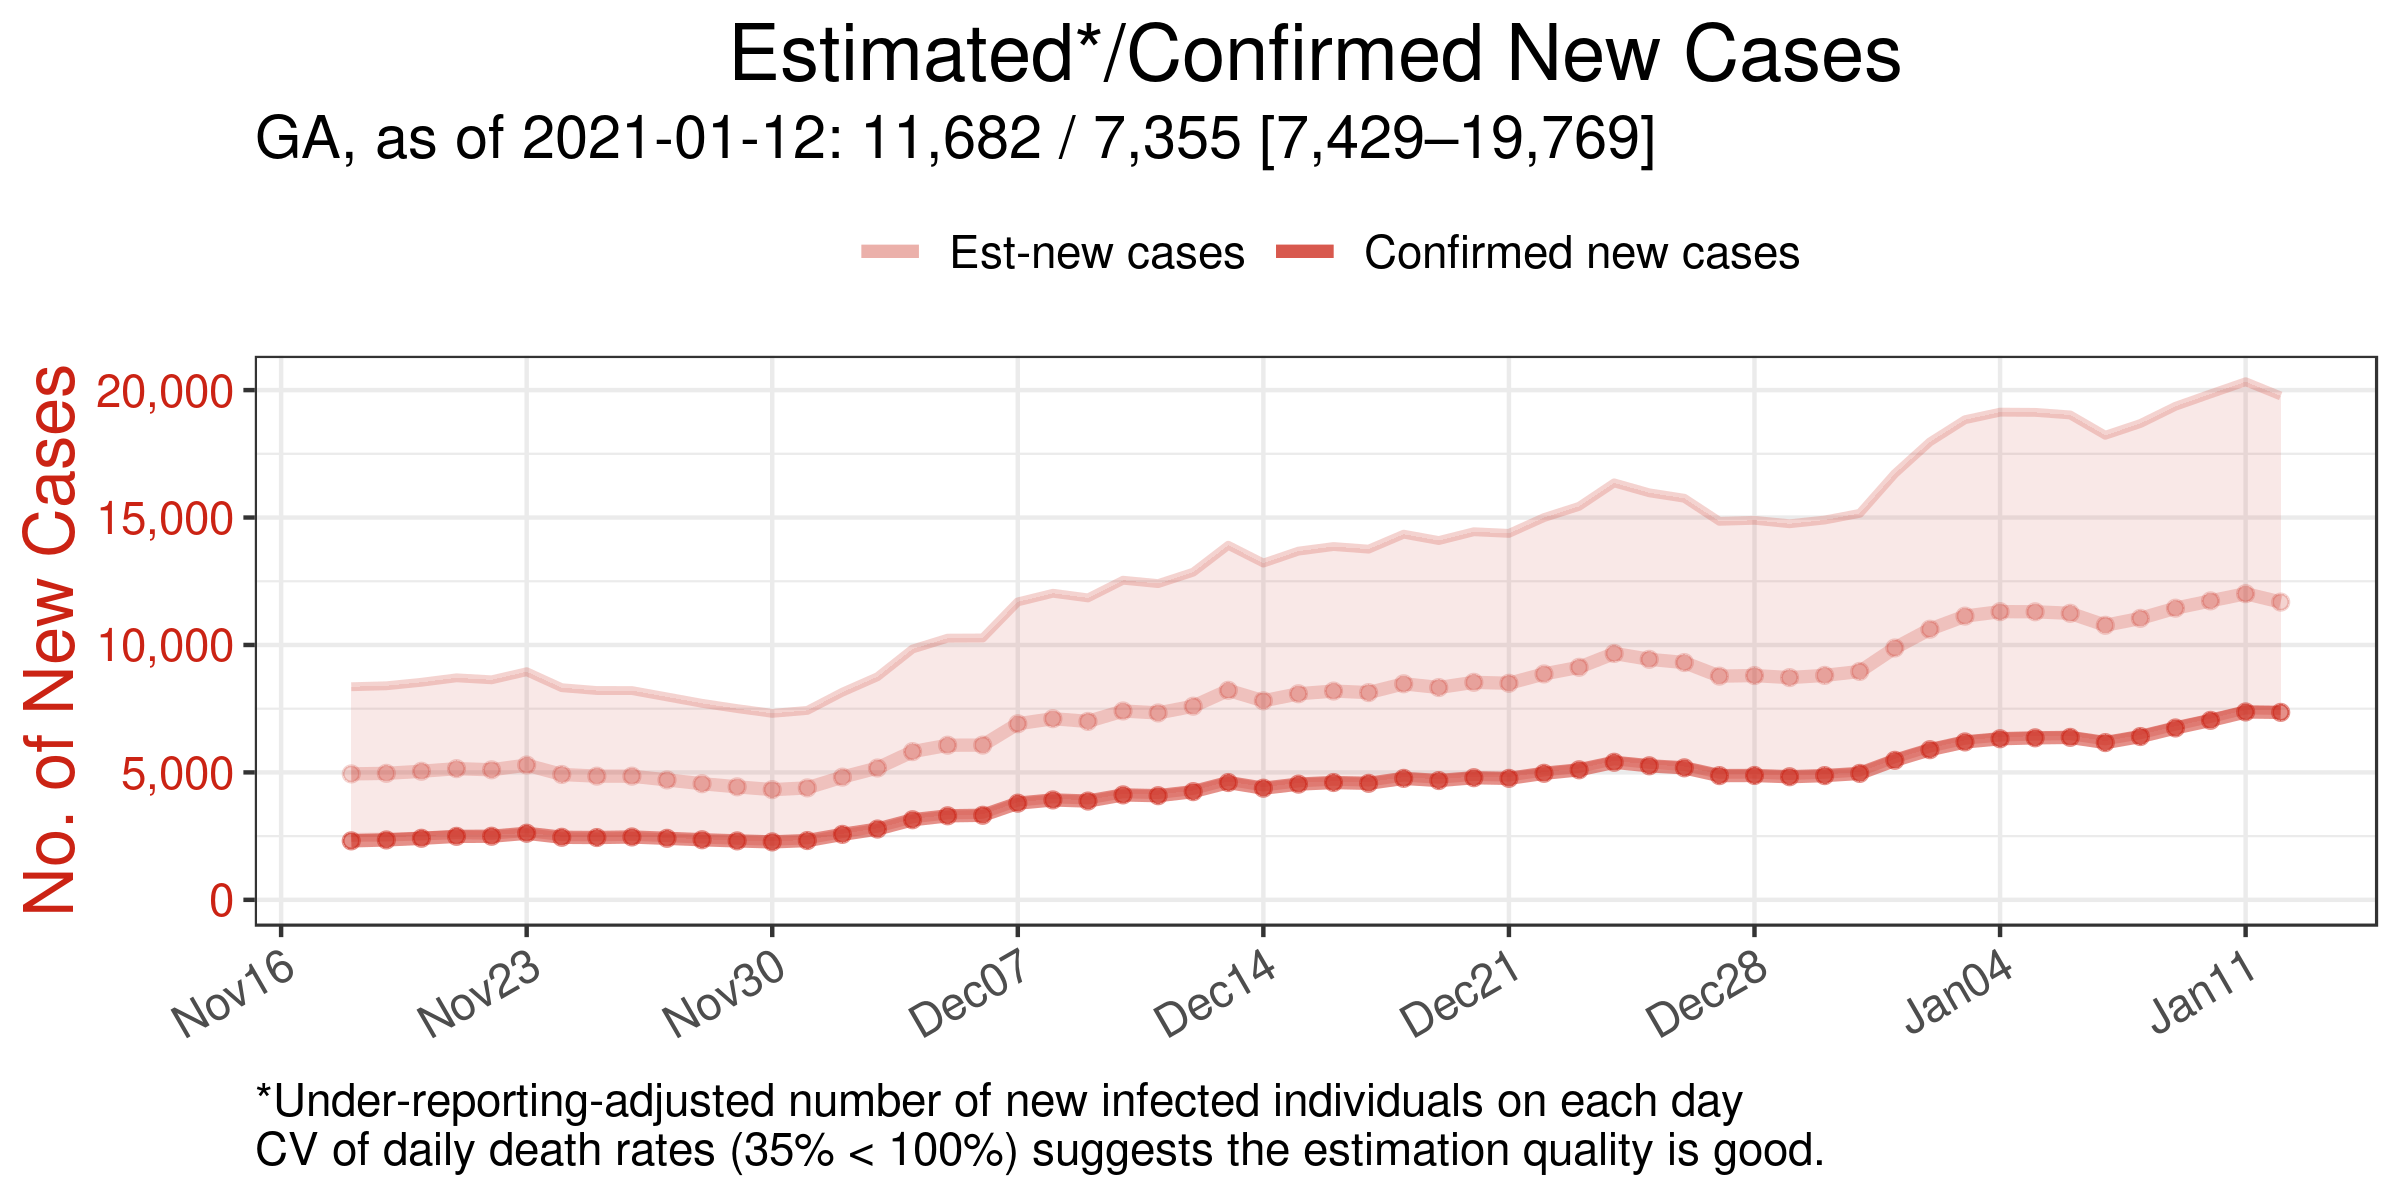 Estimated*/Confirmed New Cases
GA, as of 2021-01-12: 11,682 / 7,355 [7,429–19,769]
Est-new cases
Confirmed new cases
No. of New Cases
20,000
15,000
10,000
5,000
0
Nov16
Nov23
Nov30
Dec07
Dec14
Dec21
Dec28
Jan04
Jan11
*Under-reporting-adjusted number of new infected individuals on each day
CV of daily death rates (35% < 100%) suggests the estimation quality is good.